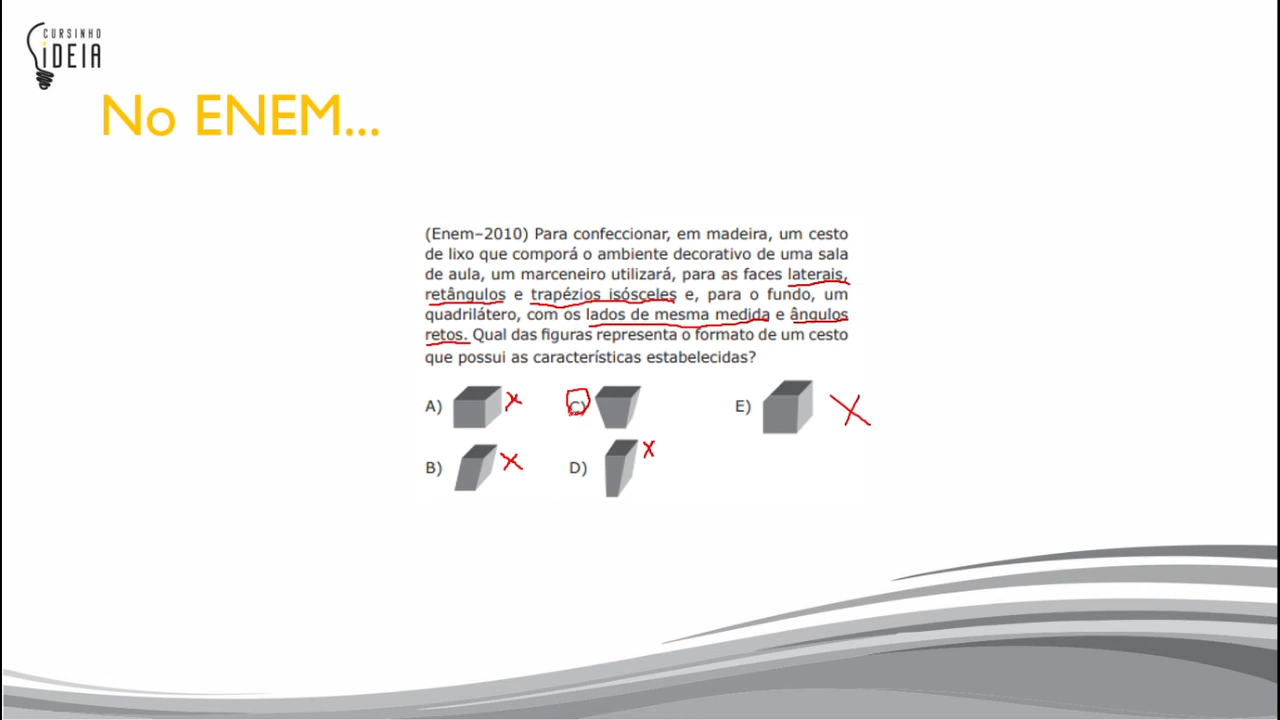 CURSINHO
iDEIA
No ENEM...
(Enem–2010) Para confeccionar, em madeira, um cesto
de lixo que comporá o ambiente decorativo de uma sala
de aula, um marceneiro utilizará, para as faces laterais,
retângulos e trapézios isósceles e, para o fundo, um
quadrilátero, com os lados de mesma medida e ângulos
retos. Qual das figuras representa o formato de um cesto
que possui as características estabelecidas?
A)
C)
E)
B)
D)